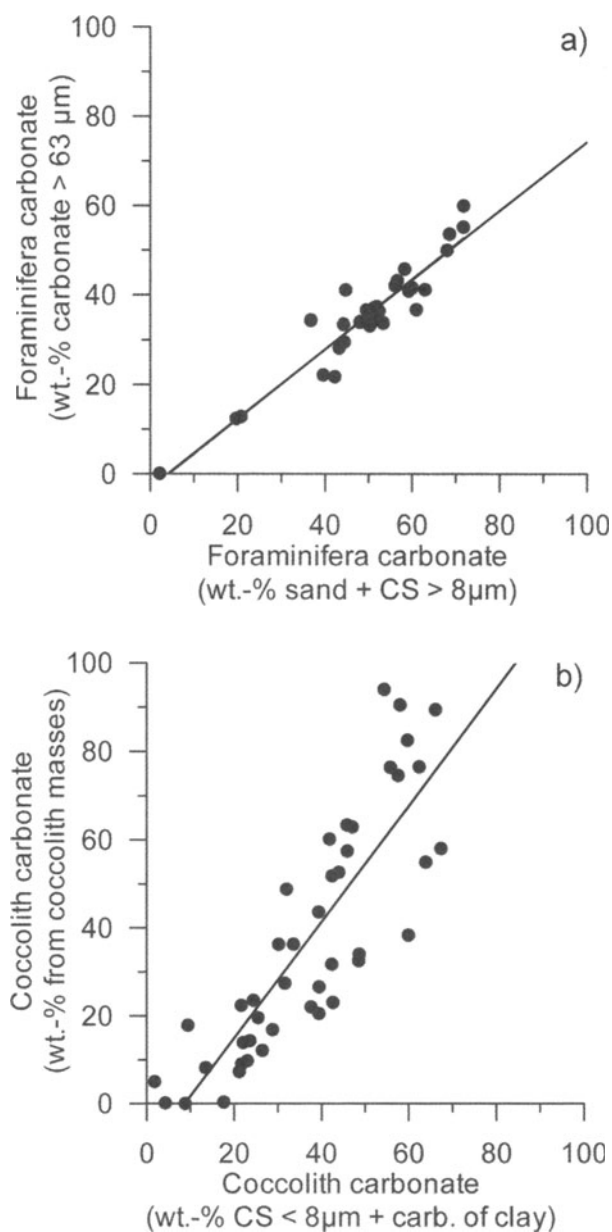 a)
Foraminifera carbonate
(wt.-% carbonate > 63 µm)
100
80
60
40
20
0
0 20 40 60 80 100
Foraminifera carbonate
(wt.-% sand + CS > 8µm)
b)
Coccolith carbonate
(wt.-% from coccolith masses)
100
80
60
40
20
0
0 20 40 60 80 100
Coccolith carbonate
(wt.-% CS < 8µm + carb. of clay)